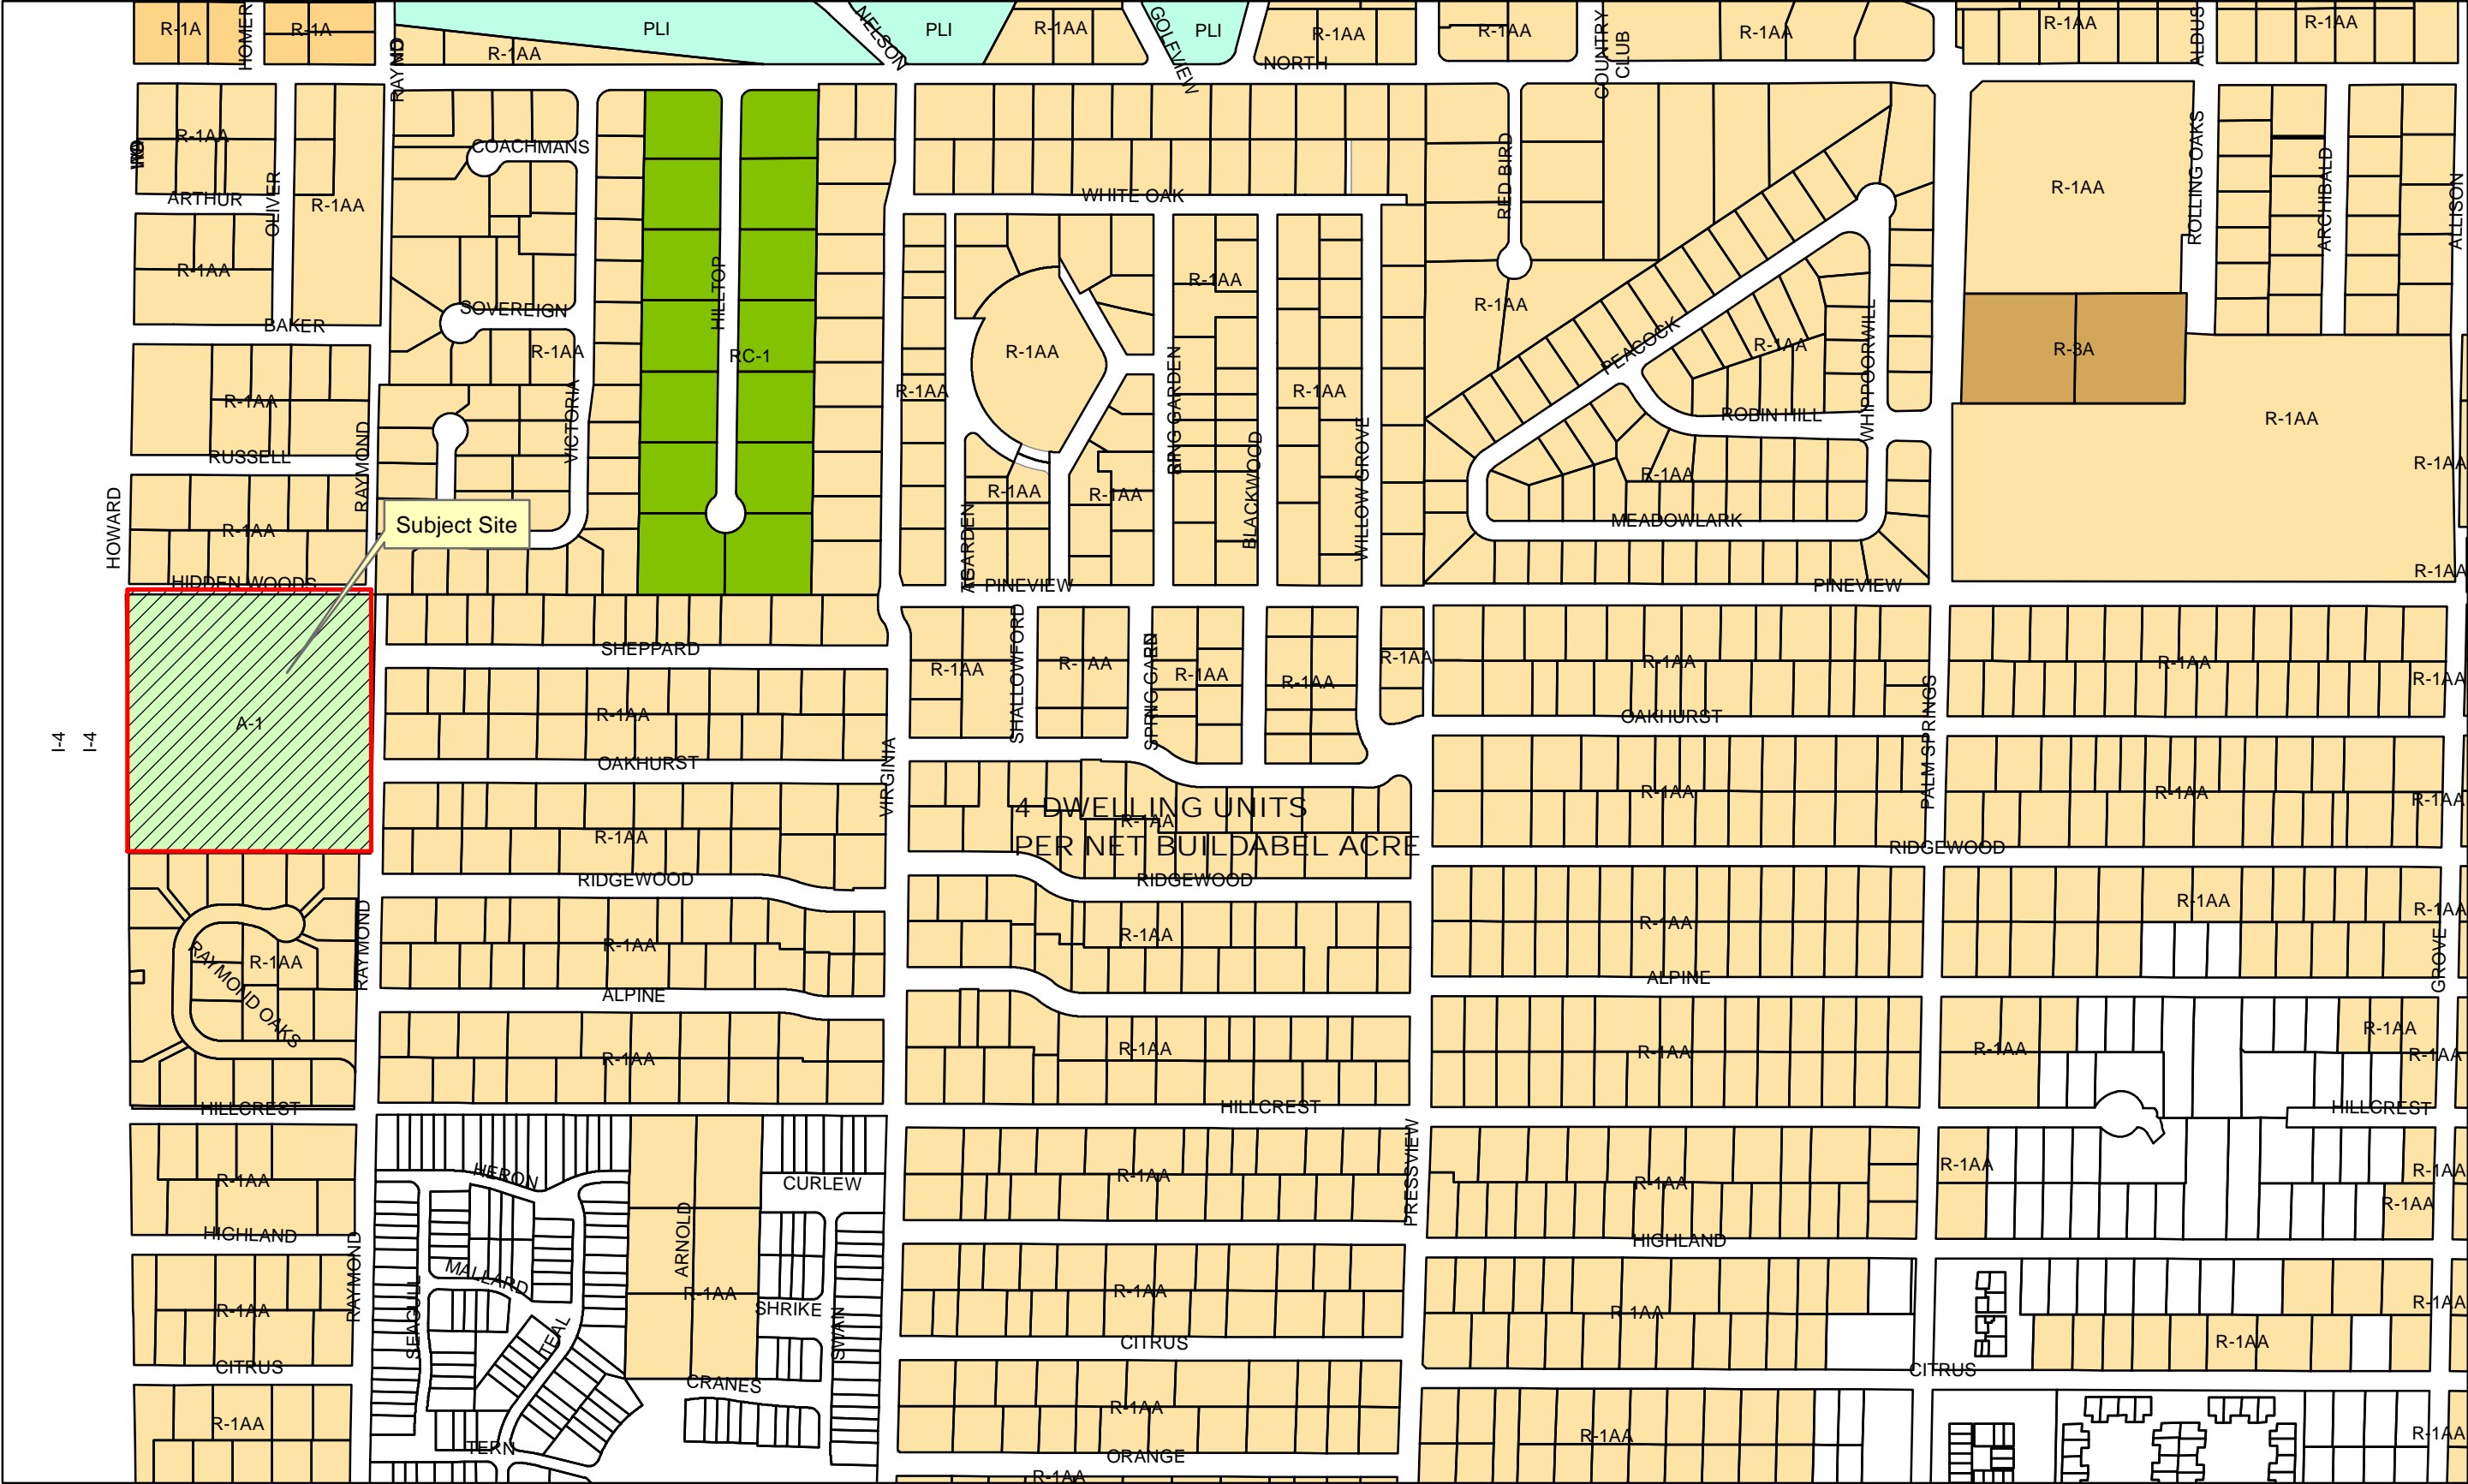 R-1A
HOMER
R-1A
RAYMOND
PLI
R-1AA
NELSON
PLI
R-1AA
GOLFVIEW
PLI
R-1AA
NORTH
R-1AA
COUNTRY
CLUB
R-1AA
R-1AA
ALDUS
R-1AA
R-1AA
ARTHUR
OLIVER
R-1AA
R-1AA
BAKER
COACHMANS
SOVEREIGN
R-1AA
VICTORIA
HILLTOP
RC-1
WHITE OAK
R-1AA
R-1AA
R-1AA
R-1AA
BLACKWOOD
WILLOW GROVE
RED BIRD
R-1AA
PEACOCK
R-1AA
WHIPPOORWILL
ROBIN HILL
R-1AA
MEADOWLARK
R-1AA
ROLLING OAKS
ARCHIBALD
ALLISON
R-3A
R-1AA
R-1AA
R-1AA
R-1AA
RUSSELL
RAYMOND
HOWARD
R-1AA
HIDDEN WOODS
Subject Site
R-1AA
R-1AA
PINEVIEW
PINEVIEW
A-1
I-4
I-4
SHEPPARD
R-1AA
OAKHURST
R-1AA
RIDGEWOOD
VIRGINIA
R-1AA
SHALLOWFORD
R-1AA
R-1AA
R-1AA
R-1AA
R-1AA
OAKHURST
PALM SPRINGS
R-1AA
R-1AA
4 DWELLING UNITS
R-1AA
PER NET BUILDABEL ACRE
RIDGEWOOD
R-1AA
R-1AA
R-1AA
RIDGEWOOD
RAYMOND OAKS
R-1AA
RAYMOND
R-1AA
ALPINE
R-1AA
R-1AA
R-1AA
ALPINE
R-1AA
R-1AA
GROVE
R-1AA
R-1AA
R-1AA
R-1AA
R-1AA
HILLCREST
HILLCREST
HILLCREST
R-1AA
HIGHLAND
RAYMOND
HERON
MALLARD
SEAGULL
TEAL
TERN
ARNOLD
R-1AA
CURLEW
SHRIKE
SWAN
CRANES
R-1AA
PRESSVIEW
R-1AA
HIGHLAND
R-1AA
R-1AA
R-1AA
R-1AA
CITRUS
R-1AA
R-1AA
CITRUS
R-1AA
R-1AA
R-1AA
CITRUS
R-1AA
R-1AA
ORANGE
R-1AA
R-1AA
R-1AA